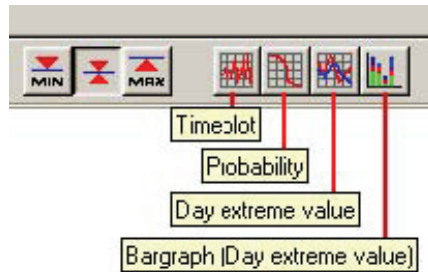 MIN MAX
Timeplot
Probability
Day extreme value
Bargraph (Day extreme value)